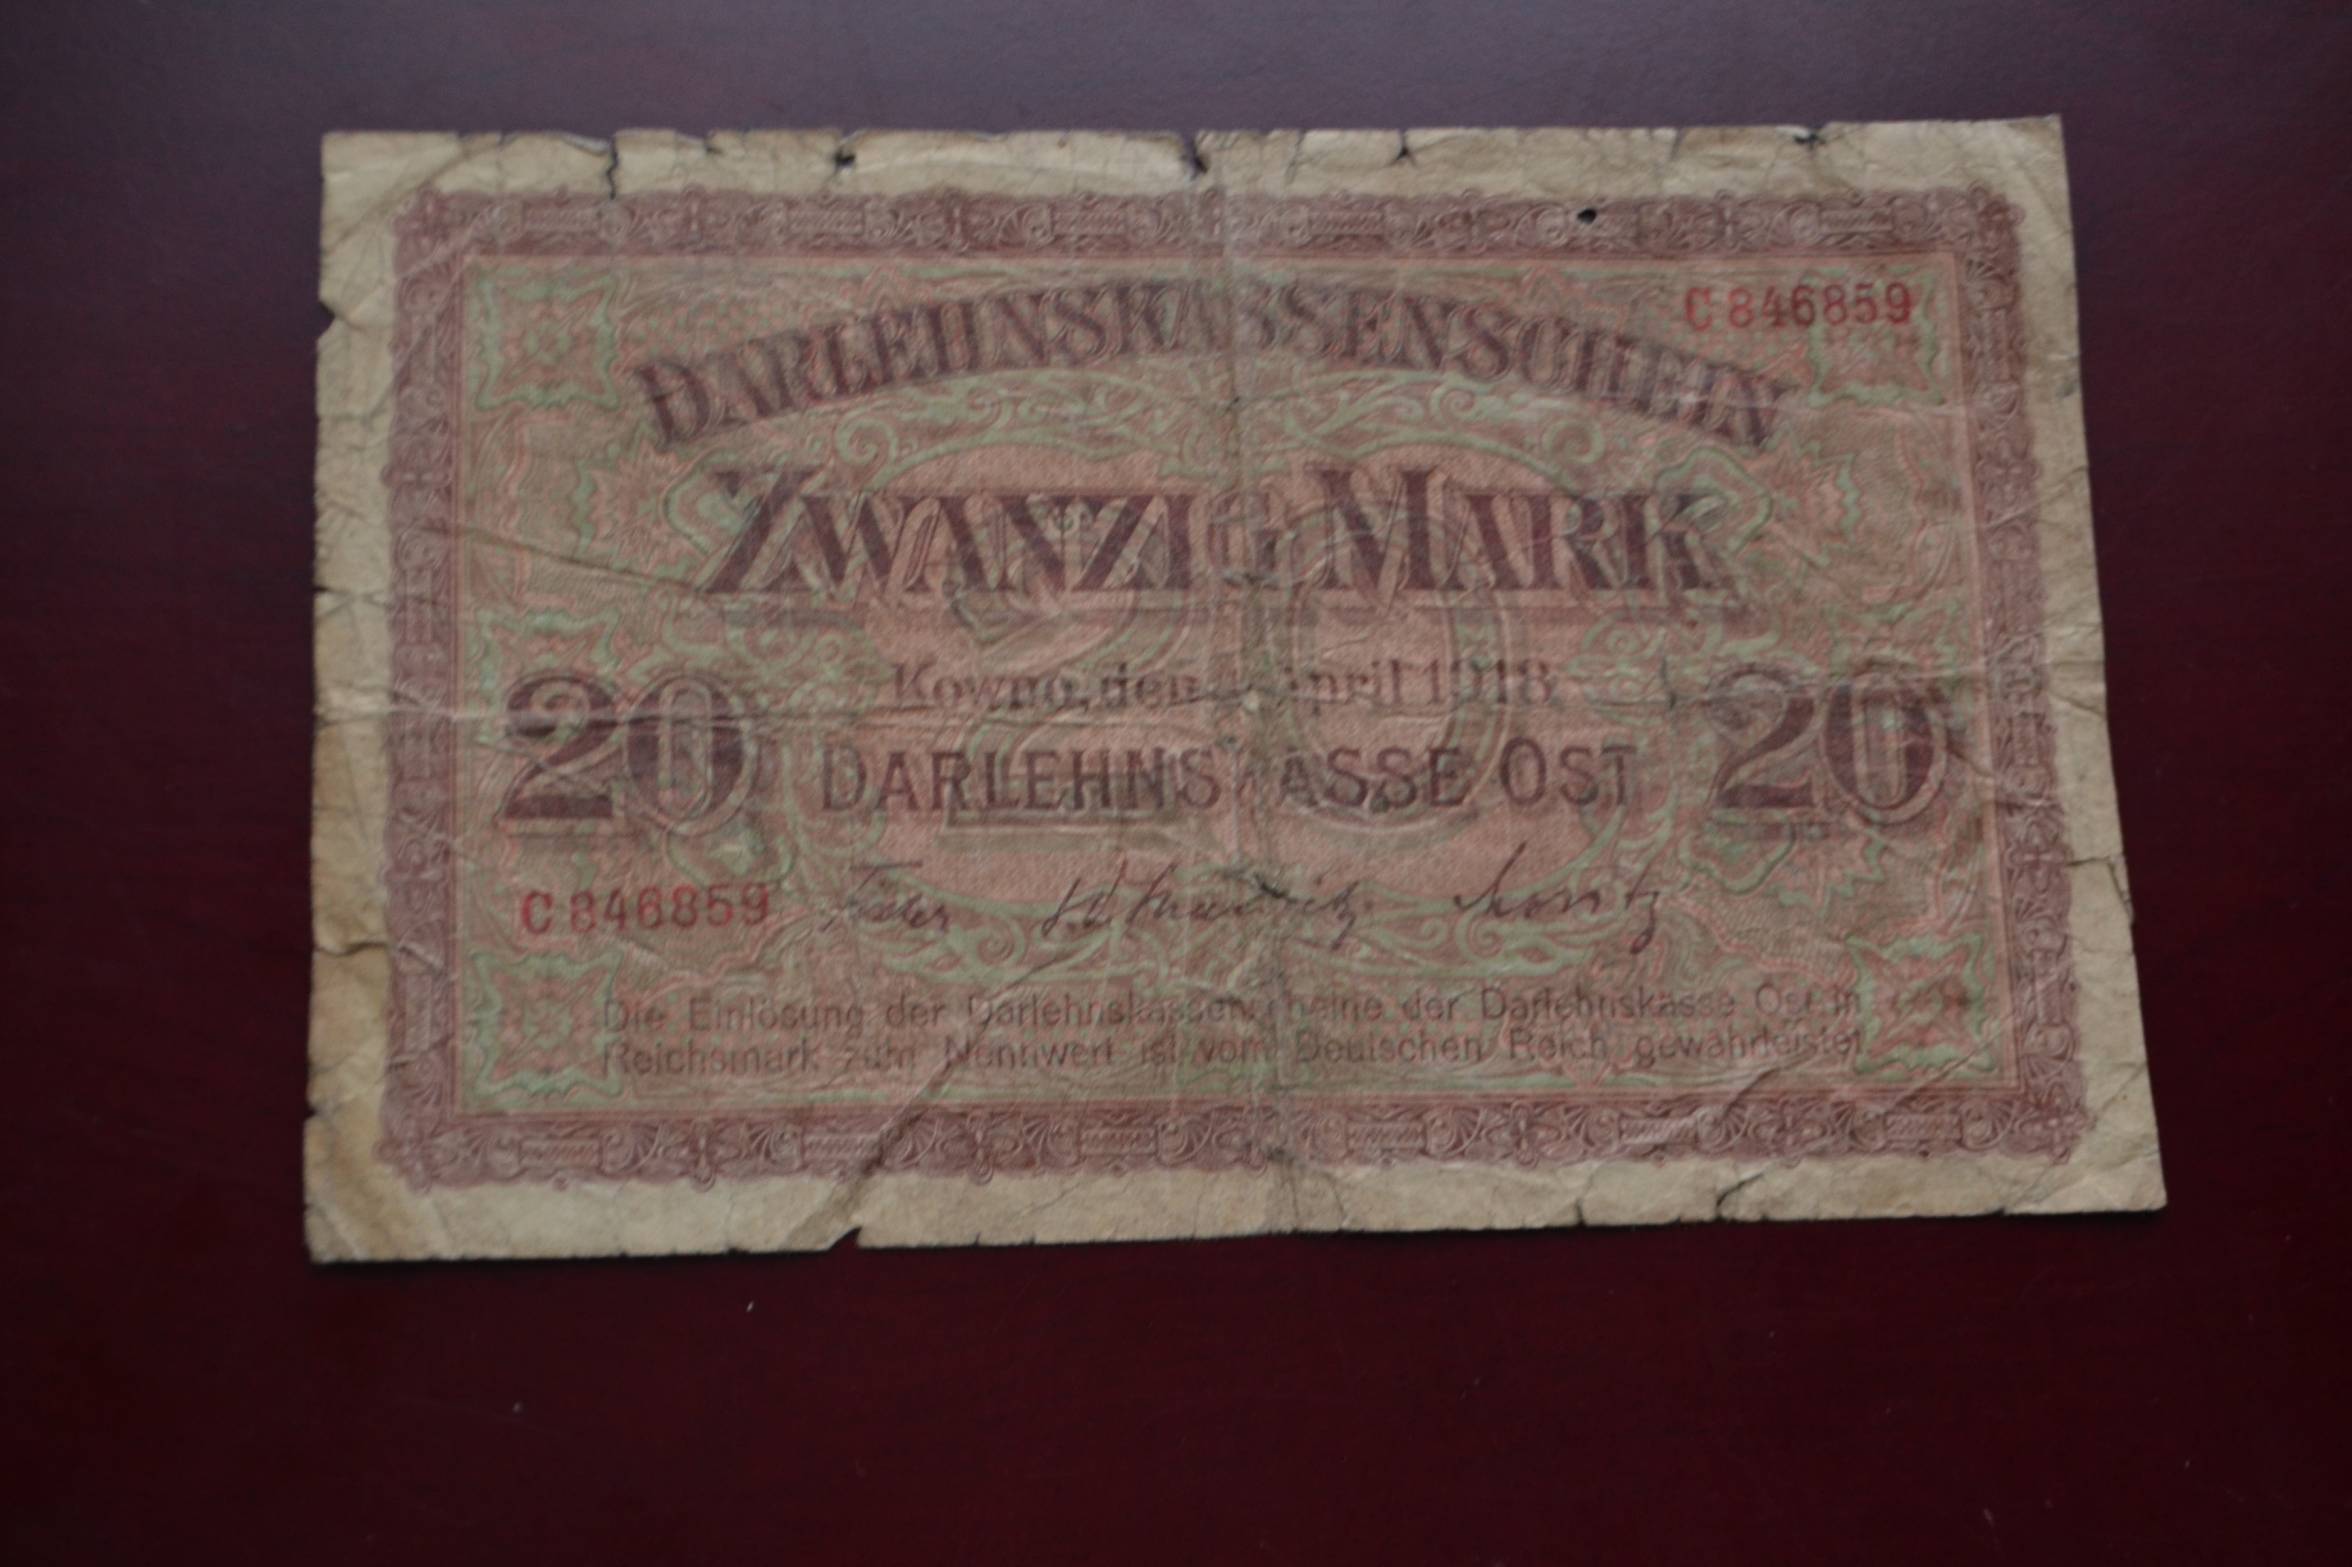 C 846859
DARLEHNSKASSENSCHEIN
ZWANZIG MARK
Kowno, den April 1918
20 DARLEHNSKASSE OST 20
C 846859
Die Einlösung der Darlehnskassenscheine der Darlehnskasse Ost in
Reichsmark zum Nennwert ist vom Deutschen Reich gewährleistet